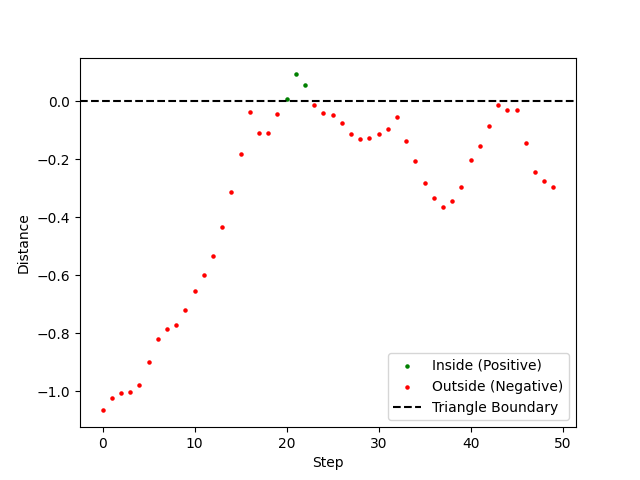 0.0
−0.2
−0.4
−0.6
−0.8
−1.0
Distance
0 10 20 30 40 50
Step
Inside (Positive)
Outside (Negative)
Triangle Boundary